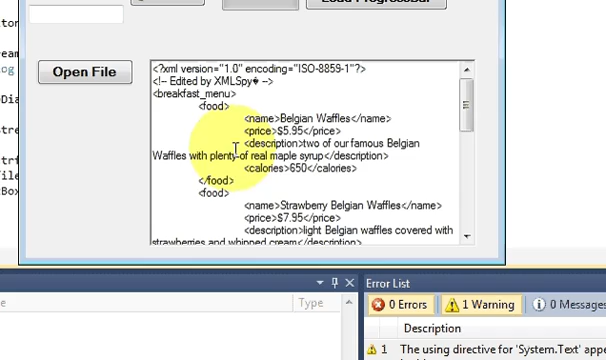 Open File
<?xml version="1.0" encoding="ISO-8859-1"?>
<!-- Edited by XMLSpy� -->
<breakfast_menu>
<food>
<name>Belgian Waffles</name>
<price>$5.95</price>
<description>two of our famous Belgian
Waffles with plenty of real maple syrup</description>
<calories>650</calories>
</food>
<food>
<name>Strawberry Belgian Waffles</name>
<price>$7.95</price>
<description>light Belgian waffles covered with
strawberries and whipped cream</description>
Type
Error List
0 Errors
1 Warning
0 Messages
Description
1 The using directive for 'System.Text' appe